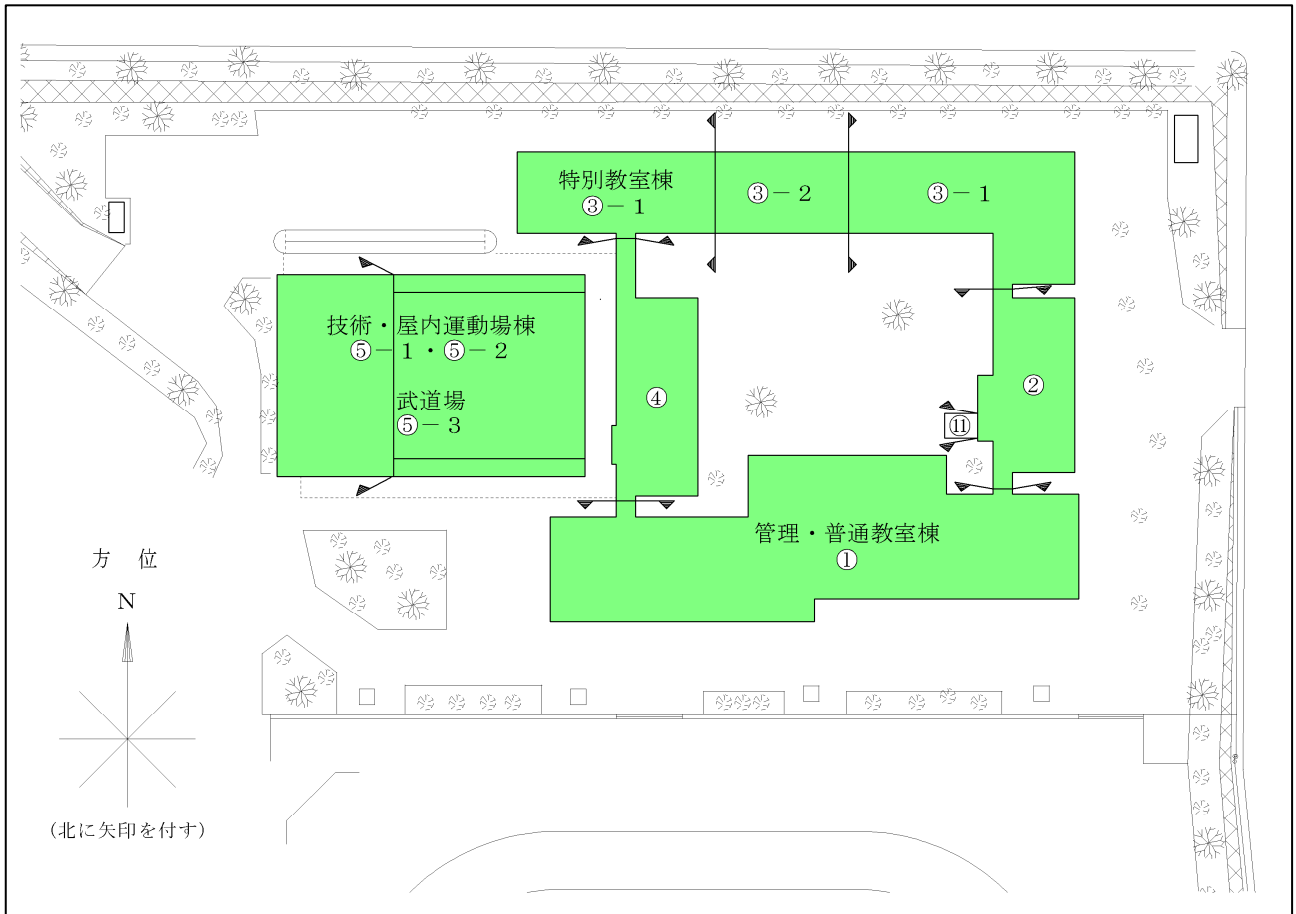 特別教室棟
③－１
③－２
③－１
技術・屋内運動場棟
⑤－１・⑤－２
武道場
⑤－３
④
②
⑪
管理・普通教室棟
①
方　位
N
(北に矢印を付す)